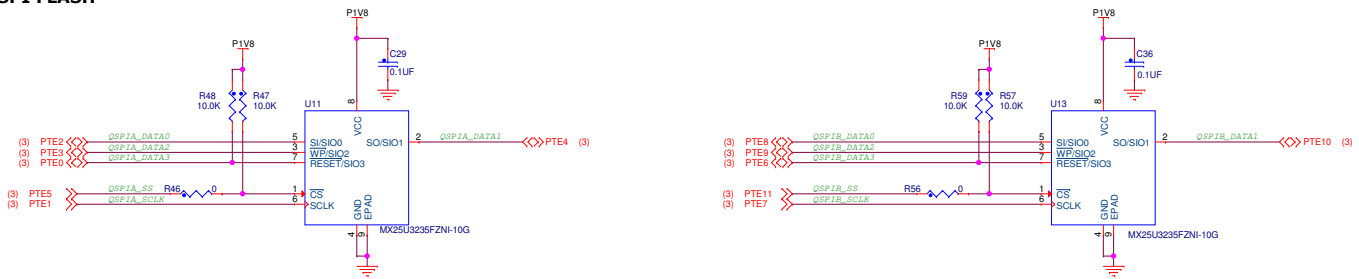 P1V8
P1V8
C29
0.1UF
R48
10.0K
R47
10.0K
U11
8
VCC
(3) PTE2 QSPIA_DATA0 5 SI/SIO0
(3) PTE3 QSPIA_DATA2 3 WP/SIO2
(3) PTE0 QSPIA_DATA3 7 RESET/SIO3
SO/SIO1 2 QSPIA_DATA1 PTE4 (3)
(3) PTE5 QSPIA_SS R46 0 1 CS
(3) PTE1 QSPIA_SCLK 6 SCLK
GND
EPAD
4
9
MX25U3235FZNI-10G
P1V8
P1V8
C36
0.1UF
R59
10.0K
R57
10.0K
U13
8
VCC
(3) PTE8 QSPIB_DATA0 5 SI/SIO0
(3) PTE9 QSPIB_DATA2 3 WP/SIO2
(3) PTE6 QSPIB_DATA3 7 RESET/SIO3
SO/SIO1 2 QSPIB_DATA1 PTE10 (3)
(3) PTE11 QSPIB_SS R56 0 1 CS
(3) PTE7 QSPIB_SCLK 6 SCLK
GND
EPAD
4
9
MX25U3235FZNI-10G